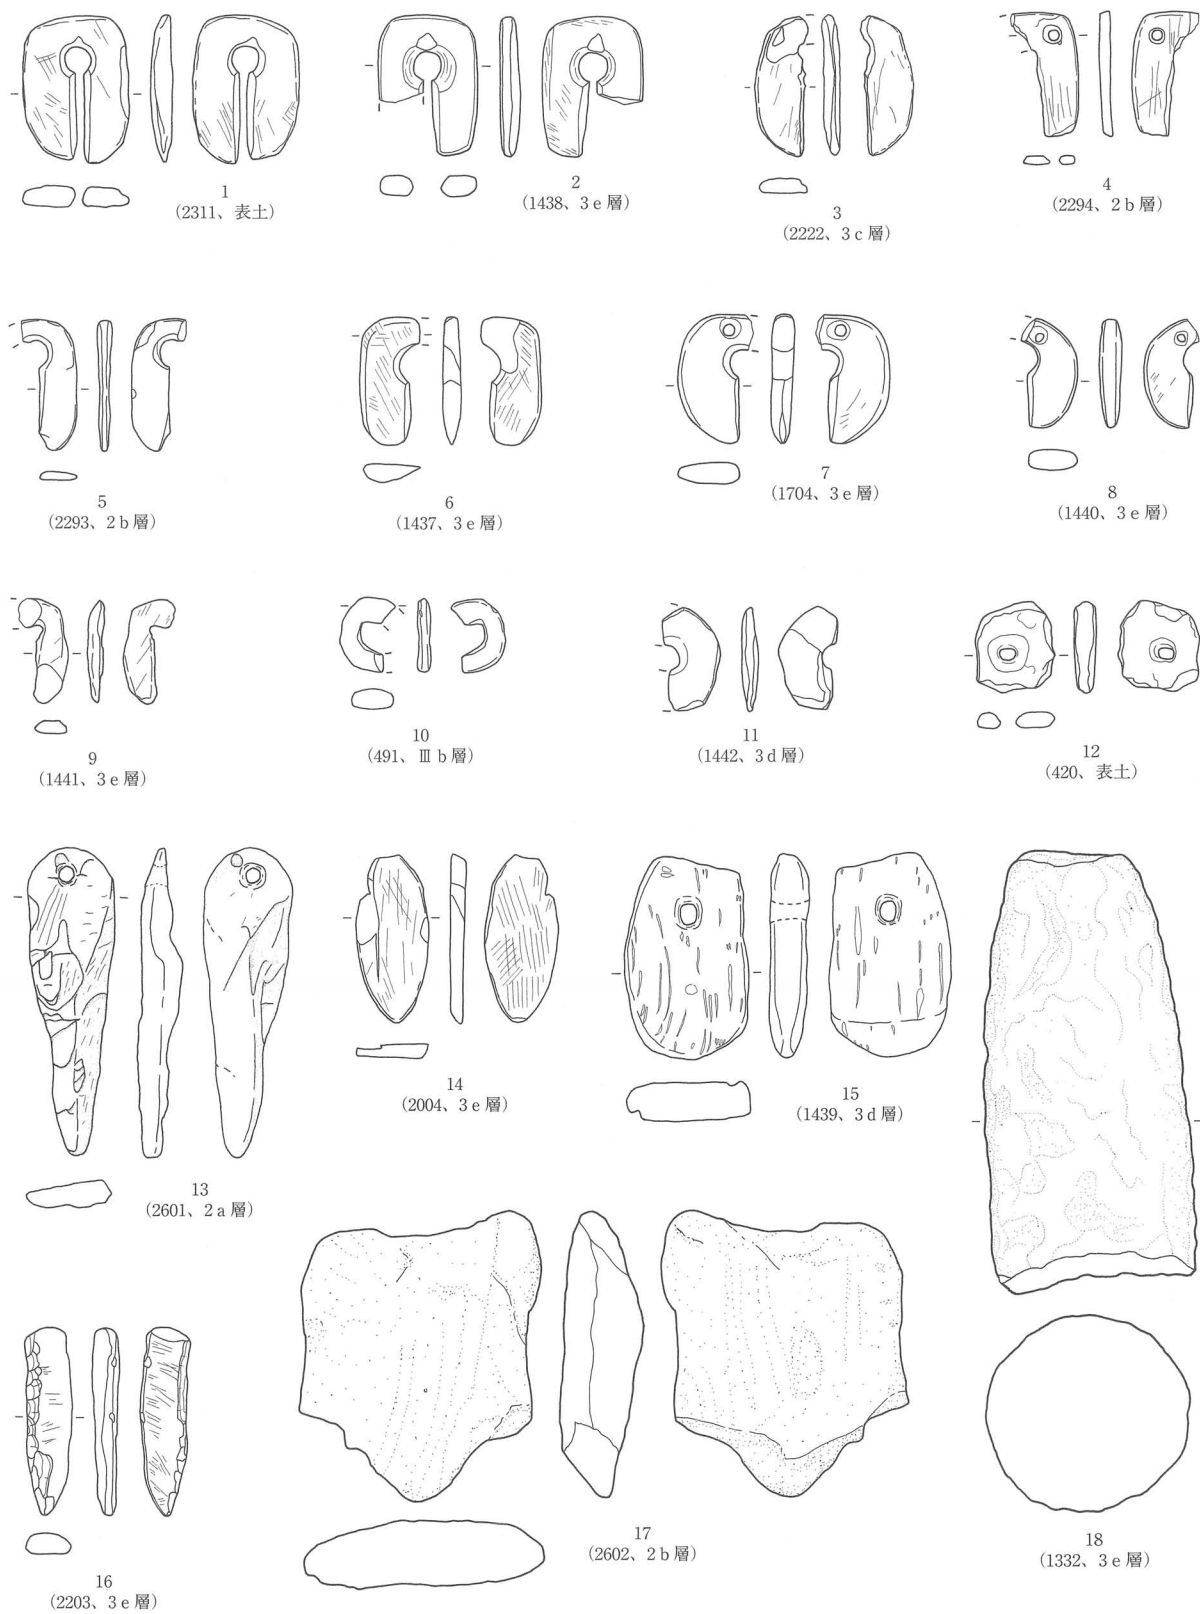 1
(2311、表土)
2
(1438、3 e 層)
3
(2222、3 c 層)
4
(2294、2 b 層)
5
(2293、2 b 層)
6
(1437、3 e 層)
7
(1704、3 e 層)
8
(1440、3 e 層)
9
(1441、3 e 層)
10
(491、Ⅲ b 層)
11
(1442、3 d 層)
12
(420、表土)
13
(2601、2 a 層)
14
(2004、3 e 層)
15
(1439、3 d 層)
16
(2203、3 e 層)
17
(2602、2 b 層)
18
(1332、3 e 層)